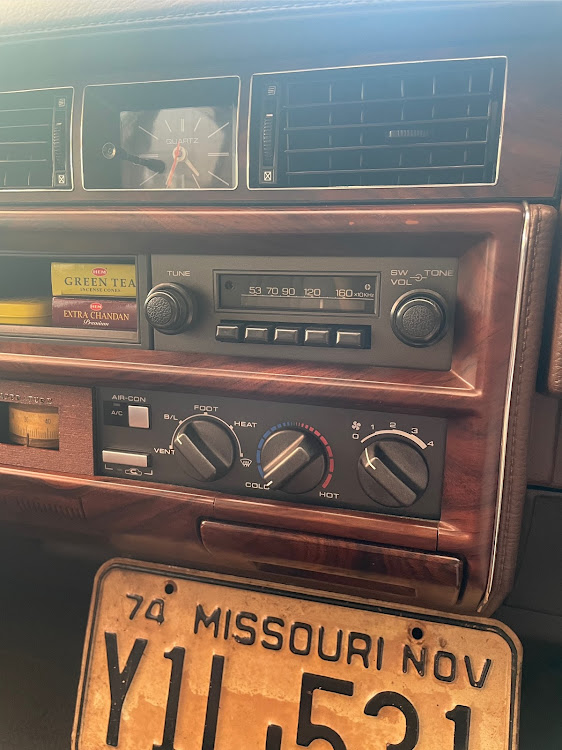 QUARTZ
HEM
GREEN TEA
INCENSE CONES
HEM
EXTRA CHANDAN
Premium
TUNE
53 70 90 120 160 x10KHz
SW TONE
VOL
AIR-CON
A/C
VENT B/L FOOT HEAT
COLD HOT
0 1 2 3 4
74 MISSOURI NOV
Y1L-531